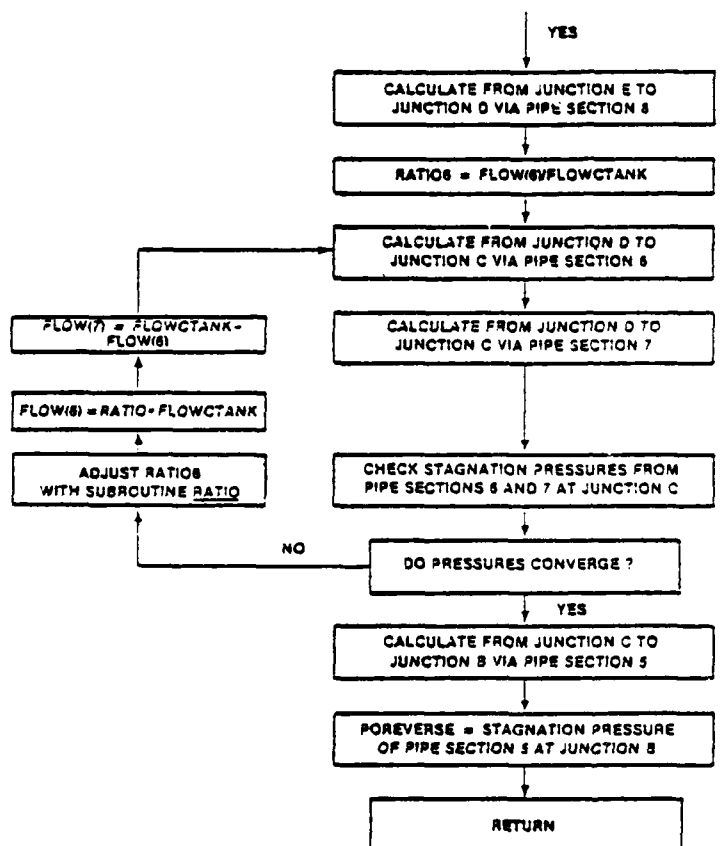 YES
CALCULATE FROM JUNCTION E TO
JUNCTION D VIA PIPE SECTION 8
RATIO6 = FLOW(6)/FLOWCTANK
CALCULATE FROM JUNCTION D TO
JUNCTION C VIA PIPE SECTION 6
CALCULATE FROM JUNCTION D TO
JUNCTION C VIA PIPE SECTION 7
FLOW(7) = FLOWCTANK-
FLOW(6)
FLOW(6) = RATIO*FLOWCTANK
ADJUST RATIO6
WITH SUBROUTINE RATIO
CHECK STAGNATION PRESSURES FROM
PIPE SECTIONS 6 AND 7 AT JUNCTION C
NO
DO PRESSURES CONVERGE ?
YES
CALCULATE FROM JUNCTION C TO
JUNCTION B VIA PIPE SECTION 5
POREVERSE = STAGNATION PRESSURE
OF PIPE SECTION 5 AT JUNCTION B
RETURN